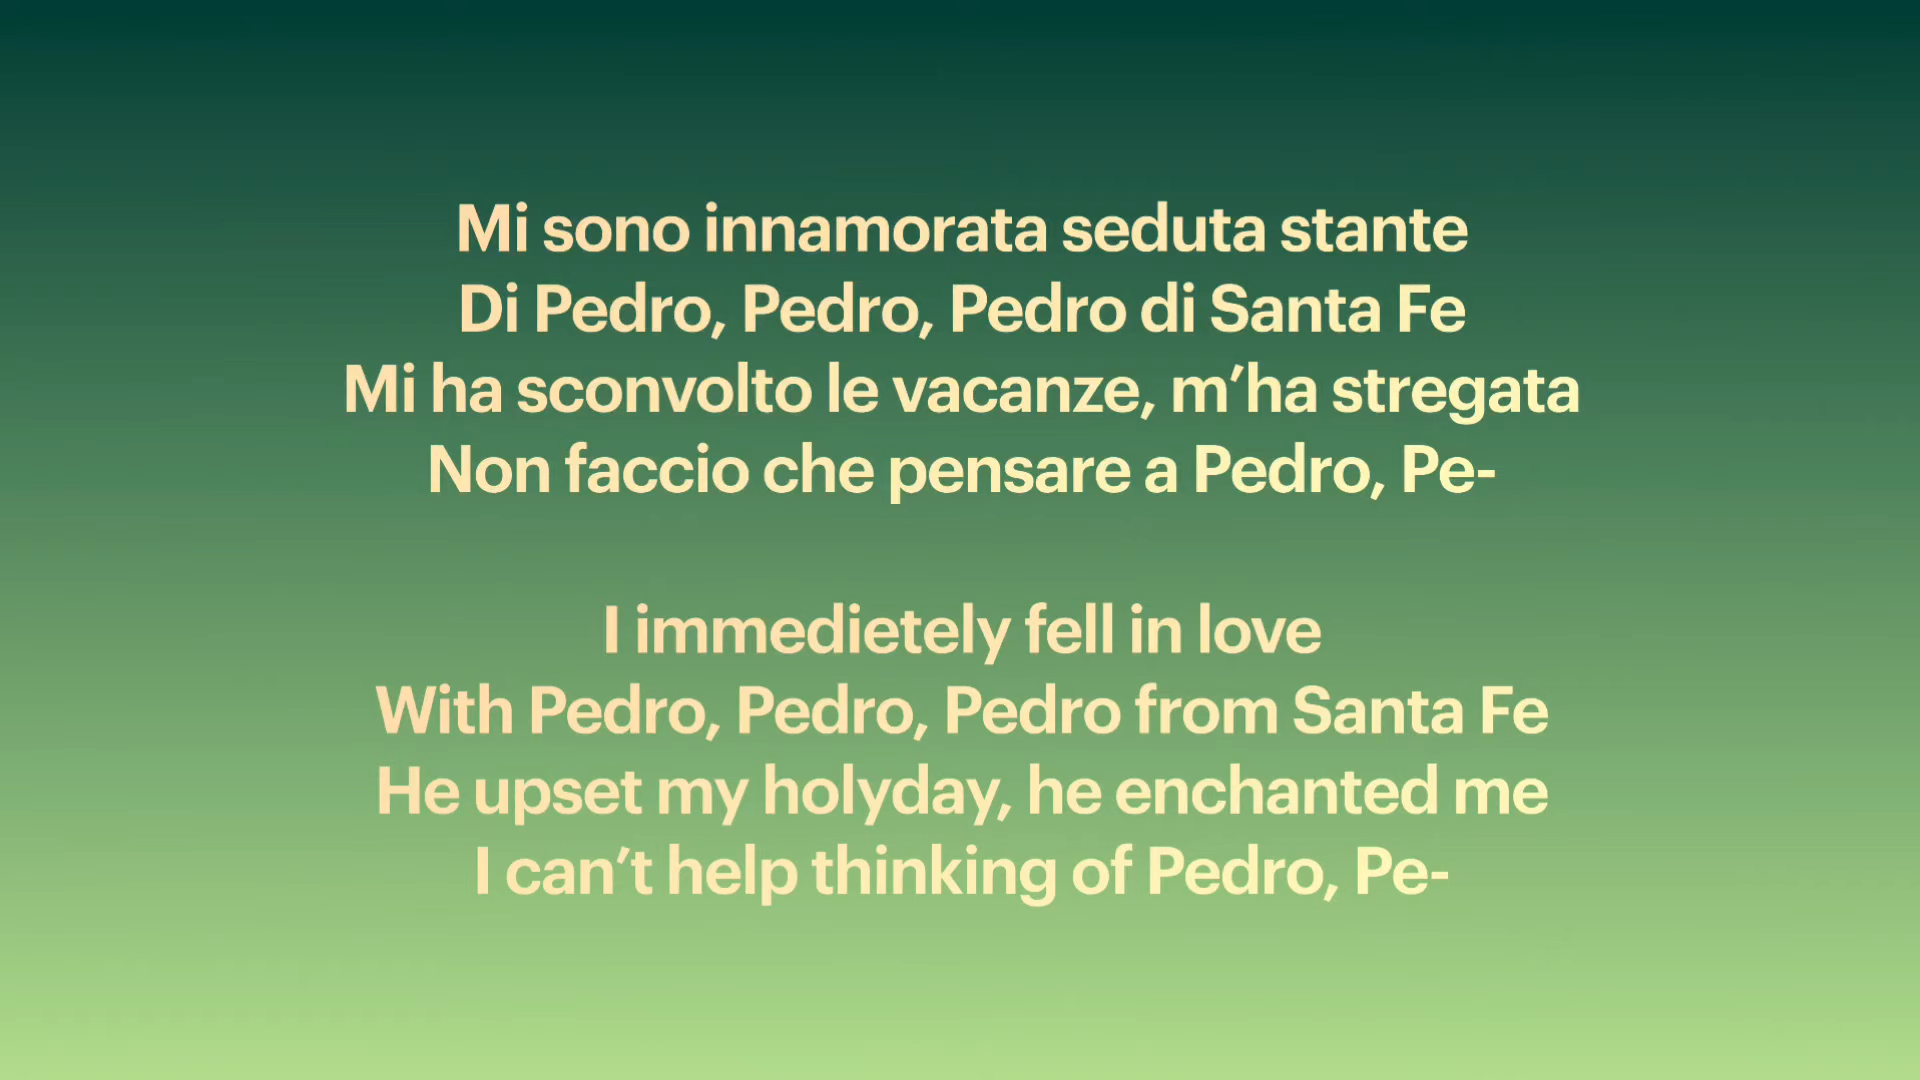 Mi sono innamorata seduta stante
Di Pedro, Pedro, Pedro di Santa Fe
Mi ha sconvolto le vacanze, m’ha stregata
Non faccio che pensare a Pedro, Pe-
I immedietely fell in love
With Pedro, Pedro, Pedro from Santa Fe
He upset my holyday, he enchanted me
I can’t help thinking of Pedro, Pe-